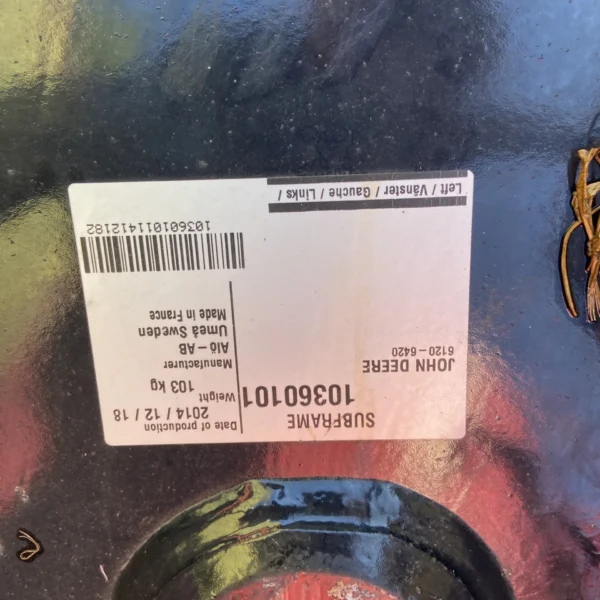 SUBFRAME
10360101
JOHN DEERE
6120-6420
Date of production
2014 / 12 / 18
Weight
103 kg
Manufacturer
Alö-AB
Umeå Sweden
Made in France
103601011412182
Left / Vänster / Gauche / Links /